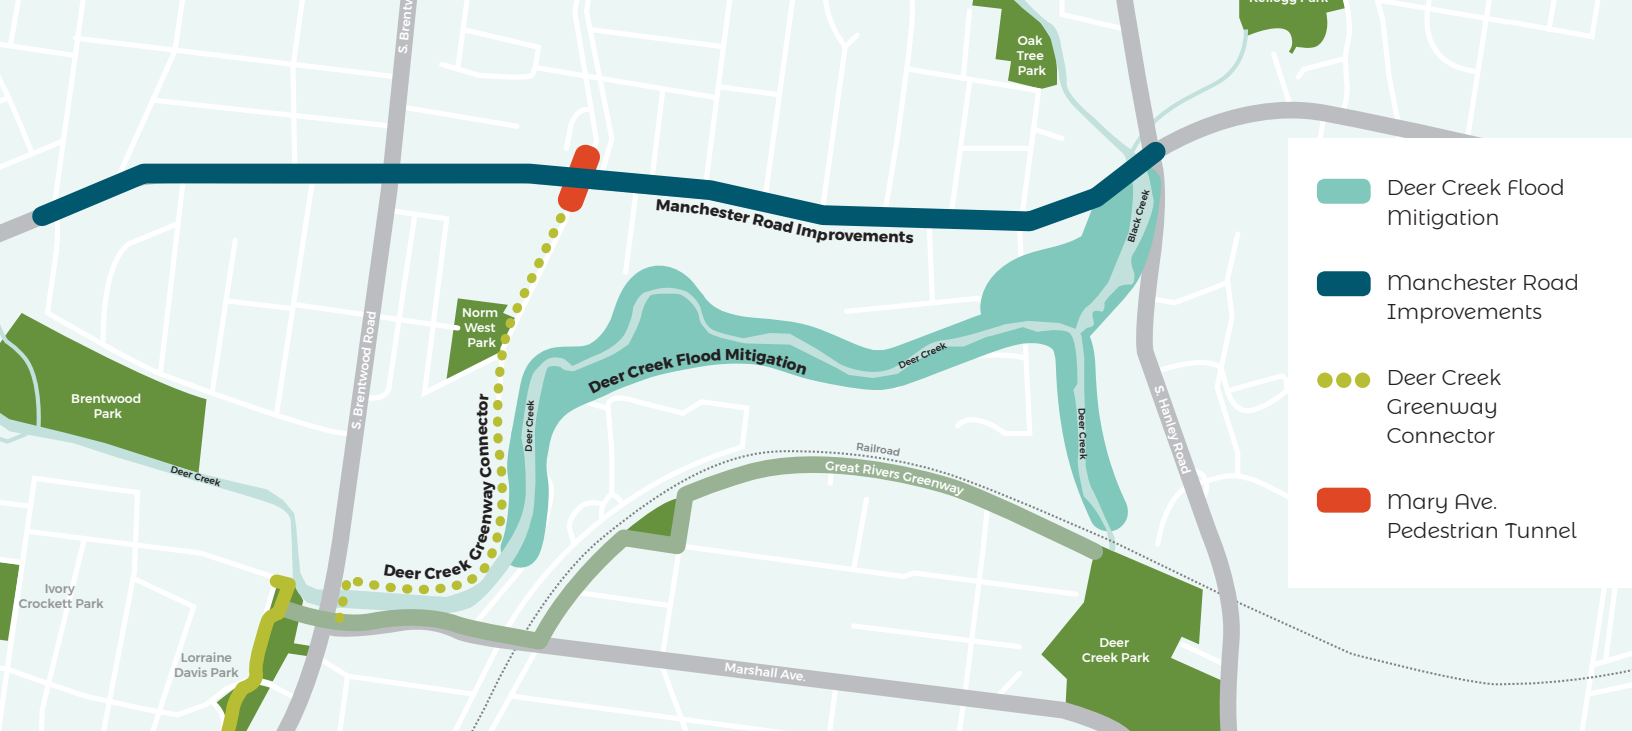 S. Brentw
Kellogg Park
Oak
Tree
Park
Black Creek
Manchester Road Improvements
Deer Creek Flood
Mitigation
Manchester Road
Improvements
Deer Creek
Greenway
Connector
Mary Ave.
Pedestrian Tunnel
Norm
West
Park
S. Brentwood Road
Deer Creek Flood Mitigation
Deer Creek
Brentwood
Park
Deer Creek
Deer Creek
Deer Creek
S. Hanley Road
Deer Creek Greenway Connector
Railroad
Great Rivers Greenway
Ivory
Crockett Park
Lorraine
Davis Park
Marshall Ave.
Deer
Creek Park